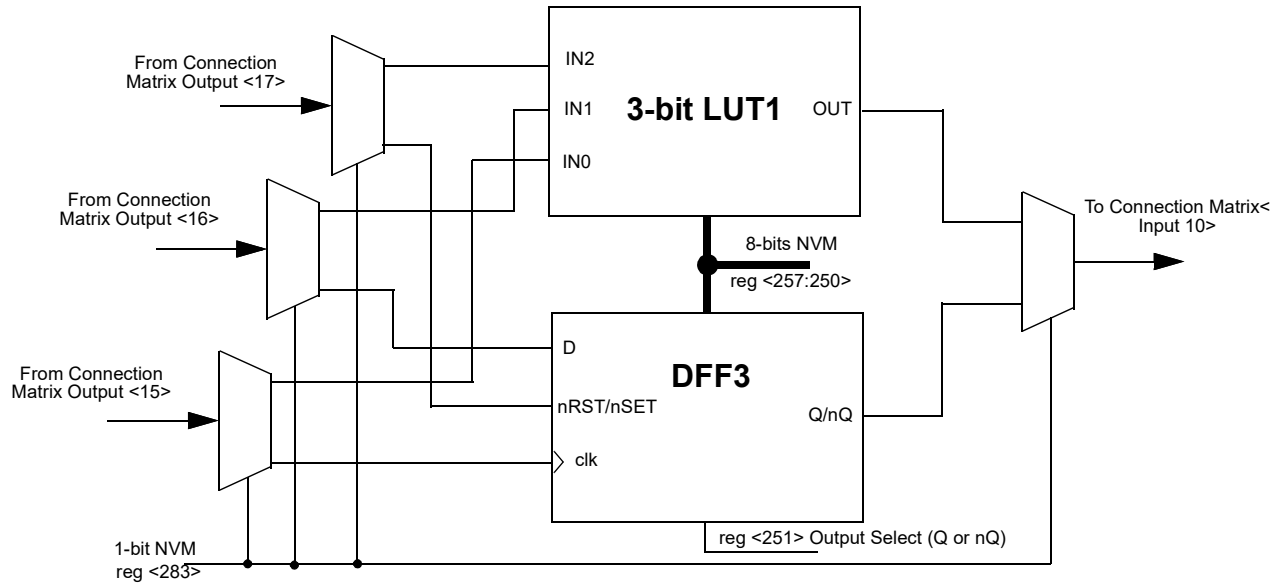 From Connection
Matrix Output <17>
IN2
IN1
IN0
3-bit LUT1
OUT
From Connection
Matrix Output <16>
To Connection Matrix<
Input 10>
8-bits NVM
reg <257:250>
From Connection
Matrix Output <15>
D
DFF3
nRST/nSET
Q/nQ
clk
reg <251> Output Select (Q or nQ)
1-bit NVM
reg <283>